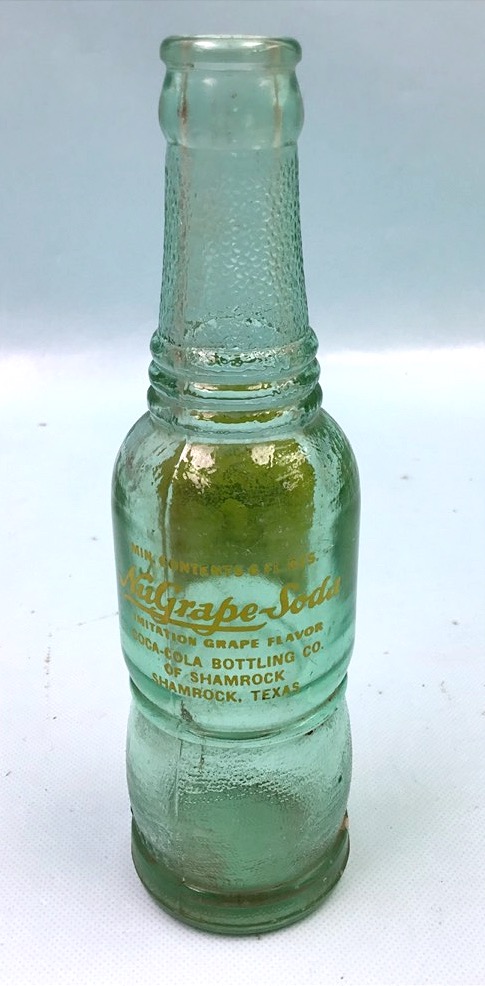 MIN. CONTENTS 6 FL. OZS.
NuGrape-Soda
IMITATION GRAPE FLAVOR
COCA-COLA BOTTLING CO.
OF SHAMROCK
SHAMROCK, TEXAS